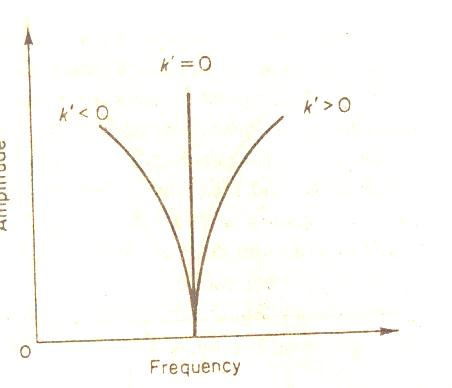 k' = 0
k' < 0
k' > 0
Amplitude
0
Frequency